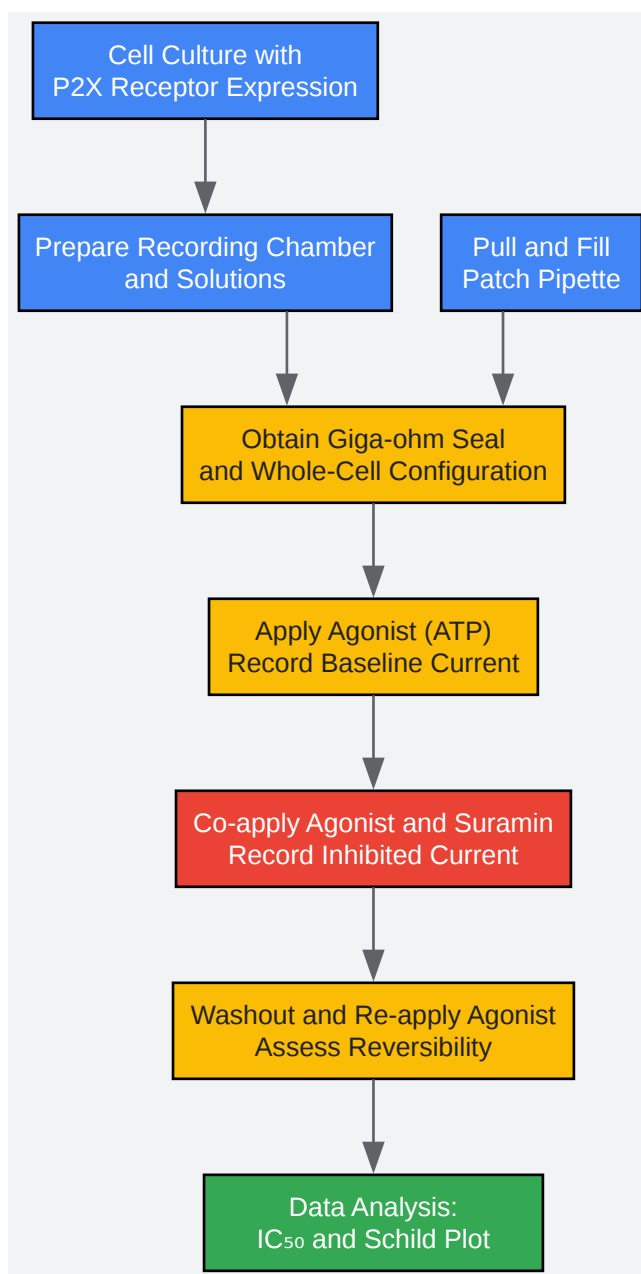 Cell Culture with
P2X Receptor Expression
Prepare Recording Chamber
and Solutions
Pull and Fill
Patch Pipette
Obtain Giga-ohm Seal
and Whole-Cell Configuration
Apply Agonist (ATP)
Record Baseline Current
Co-apply Agonist and Suramin
Record Inhibited Current
Washout and Re-apply Agonist
Assess Reversibility
Data Analysis:
IC₅₀ and Schild Plot